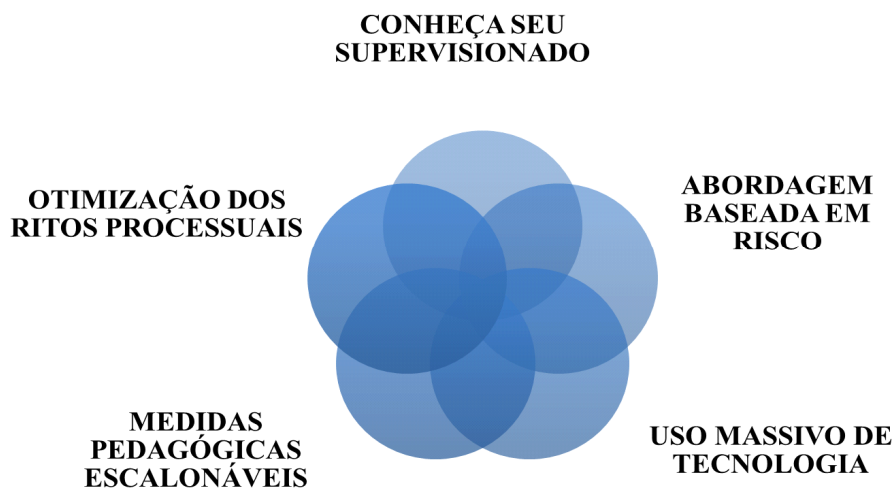 CONHEÇA SEU
SUPERVISIONADO
OTIMIZAÇÃO DOS
RITOS PROCESSUAIS
ABORDAGEM
BASEADA EM
RISCO
MEDIDAS
PEDAGÓGICAS
ESCALONÁVEIS
USO MASSIVO DE
TECNOLOGIA